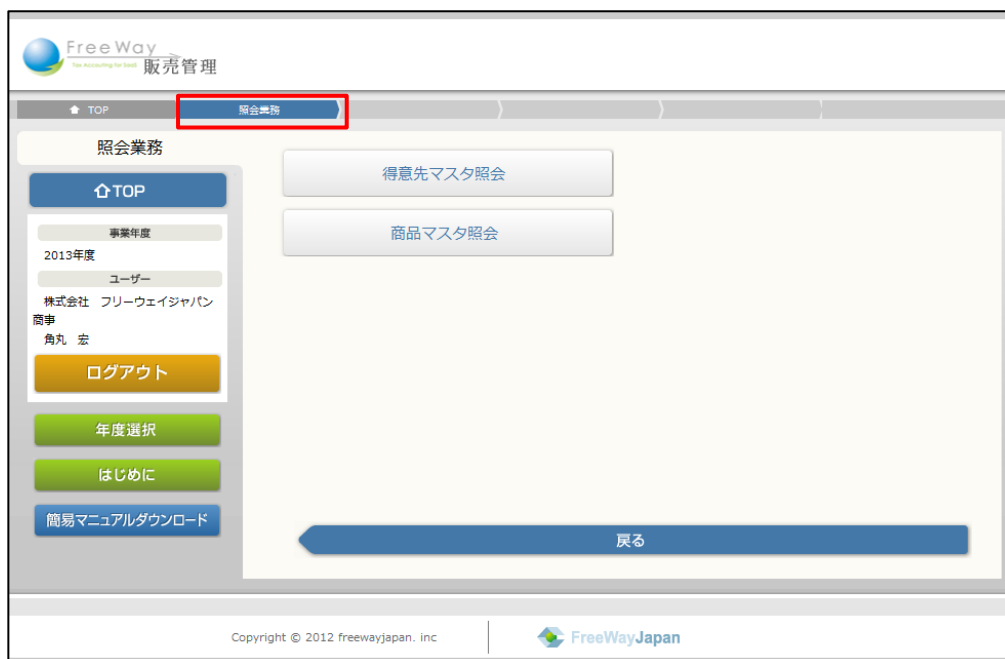 FreeWay
Tax Accounting for SaaS
販売管理
TOP
照会業務
照会業務
TOP
事業年度
2013年度
ユーザー
株式会社　フリーウェイジャパン
商事
角丸　宏
ログアウト
年度選択
はじめに
簡易マニュアルダウンロード
得意先マスタ照会
商品マスタ照会
戻る
Copyright © 2012 freewayjapan. inc
FreeWayJapan